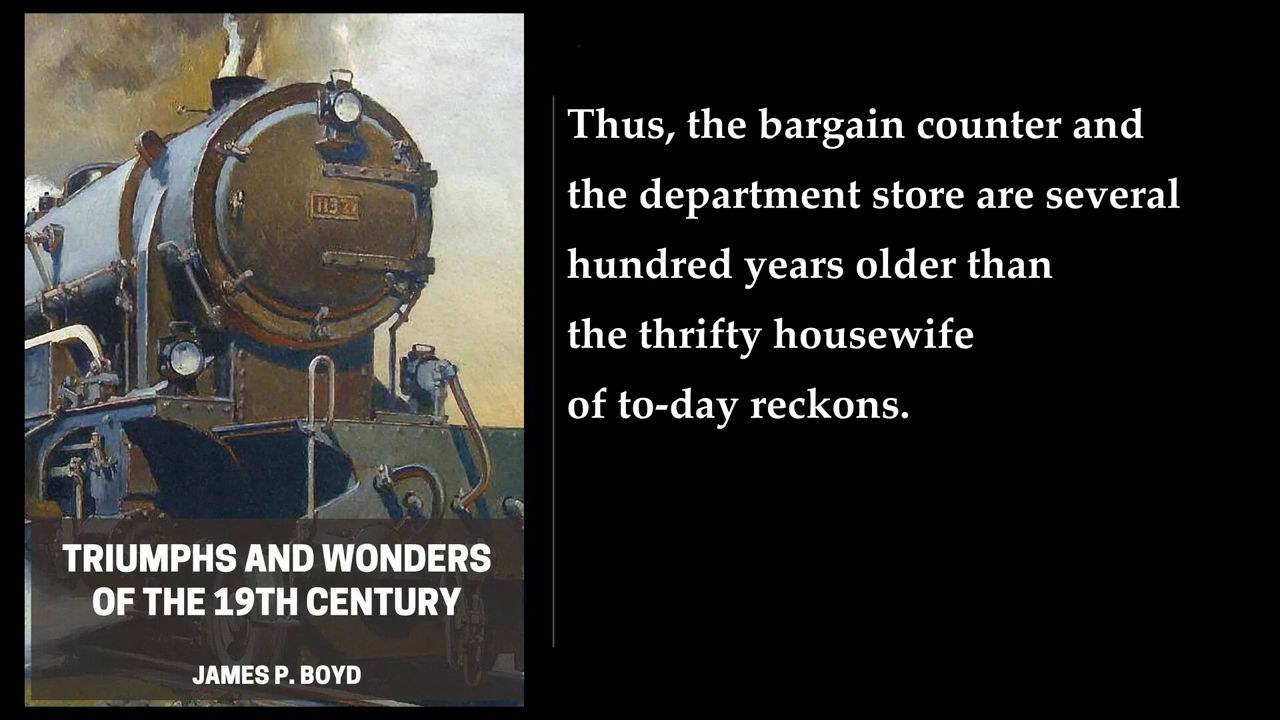 TRIUMPHS AND WONDERS
OF THE 19TH CENTURY
JAMES P. BOYD
Thus, the bargain counter and
the department store are several
hundred years older than
the thrifty housewife
of to-day reckons.